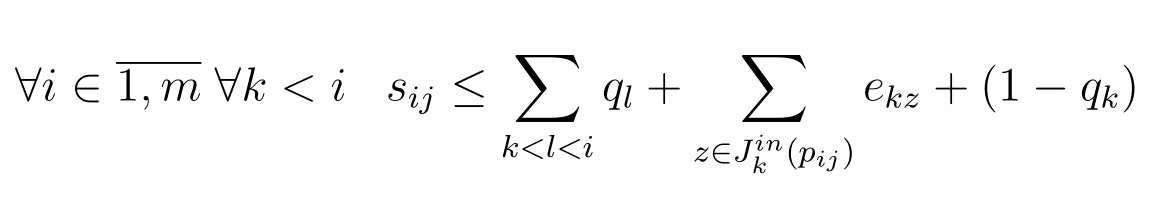 ∀i ∈ \overline{1, m} ∀k < i   s_{ij} ≤ \sum_{k<l<i} q_l + \sum_{z∈J_k^{in}(p_{ij})} e_{kz} + (1 − q_k)